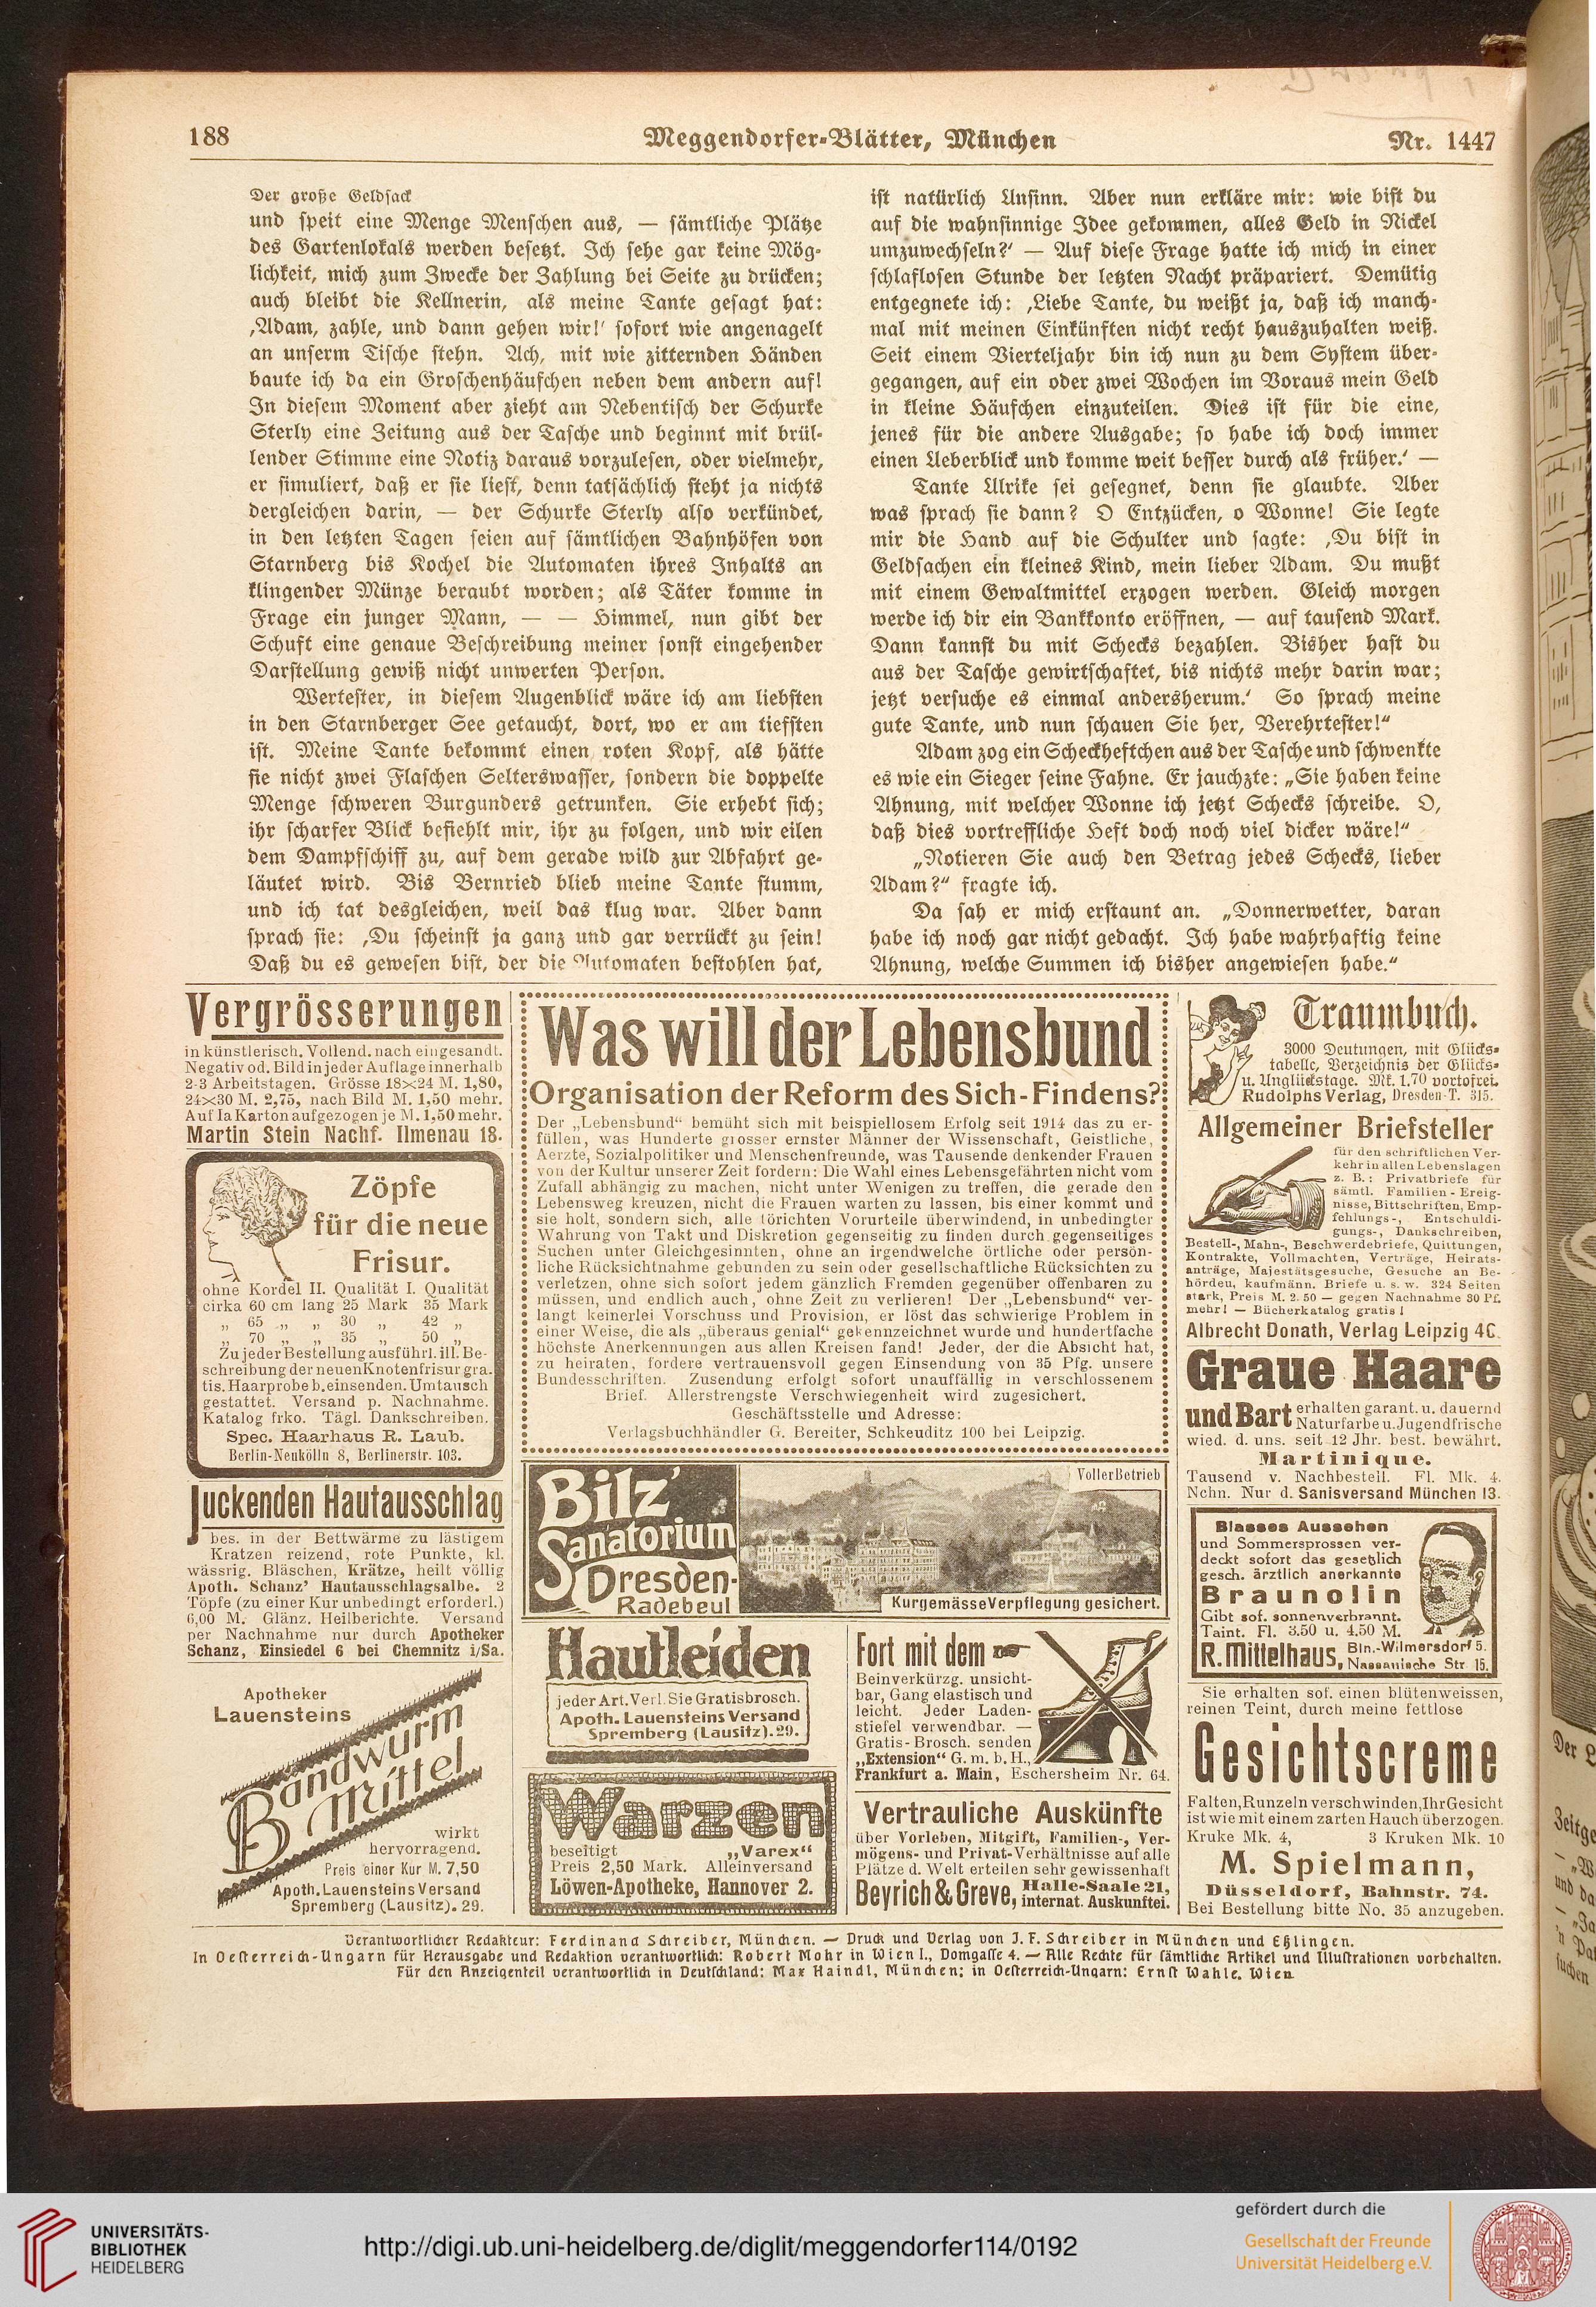 188
Meggendorfer-Blätter, München
Nr. 1447
Der große Geldsack
und speit eine Menge Menschen aus, — sämtliche Plätze
des Gartenlokals werden besetzt. Ich sehe gar keine Mög-
lichkeit, mich zum Zwecke der Zahlung bei Seite zu drücken;
auch bleibt die Kellnerin, als meine Tante gesagt hat:
‚Adam, zahle, und dann gehen wir!‘ sofort wie angenagelt
an unserm Tische stehn. Ach, mit wie zitternden Händen
baute ich da ein Groschenhäufchen neben dem andern auf!
In diesem Moment aber zieht am Nebentisch der Schurke
Sterly eine Zeitung aus der Tasche und beginnt mit brül-
lender Stimme eine Notiz daraus vorzulesen, oder vielmehr,
er simuliert, daß er sie liest, denn tatsächlich steht ja nichts
dergleichen darin, — der Schurke Sterly also verkündet,
in den letzten Tagen seien auf sämtlichen Bahnhöfen von
Starnberg bis Kochel die Automaten ihres Inhalts an
klingender Münze beraubt worden; als Täter komme in
Frage ein junger Mann, — — Himmel, nun gibt der
Schuft eine genaue Beschreibung meiner sonst eingehender
Darstellung gewiß nicht unwerten Person.
Wertester, in diesem Augenblick wäre ich am liebsten
in den Starnberger See getaucht, dort, wo er am tiefsten
ist. Meine Tante bekommt einen roten Kopf, als hätte
sie nicht zwei Flaschen Selterswasser, sondern die doppelte
Menge schweren Burgunders getrunken. Sie erhebt sich;
ihr scharfer Blick befiehlt mir, ihr zu folgen, und wir eilen
dem Dampfschiff zu, auf dem gerade wild zur Abfahrt ge-
läutet wird. Bis Bernried blieb meine Tante stumm,
und ich tat desgleichen, weil das klug war. Aber dann
sprach sie: ‚Du scheinst ja ganz und gar verrückt zu sein!
Daß du es gewesen bist, der die Automaten bestohlen hat,
ist natürlich Unsinn. Aber nun erkläre mir: wie bist du
auf die wahnsinnige Idee gekommen, alles Geld in Nickel
umzuwechseln?‘ — Auf diese Frage hatte ich mich in einer
schlaflosen Stunde der letzten Nacht präpariert. Demütig
entgegnete ich: ‚Liebe Tante, du weißt ja, daß ich manch-
mal mit meinen Einkünften nicht recht hauszuhalten weiß.
Seit einem Vierteljahr bin ich nun zu dem System über-
gegangen, auf ein oder zwei Wochen im Voraus mein Geld
in kleine Häufchen einzuteilen. Dies ist für die eine,
jenes für die andere Ausgabe; so habe ich doch immer
einen Ueberblick und komme weit besser durch als früher.‘ —
Tante Ulrike sei gesegnet, denn sie glaubte. Aber
was sprach sie dann? O Entzücken, o Wonne! Sie legte
mir die Hand auf die Schulter und sagte: ‚Du bist in
Geldsachen ein kleines Kind, mein lieber Adam. Du mußt
mit einem Gewaltmittel erzogen werden. Gleich morgen
werde ich dir ein Bankkonto eröffnen, — auf tausend Mark.
Dann kannst du mit Schecks bezahlen. Bisher hast du
aus der Tasche gewirtschaftet, bis nichts mehr darin war;
jetzt versuche es einmal andersherum.‘ So sprach meine
gute Tante, und nun schauen Sie her, Verehrtester!“
Adam zog ein Scheckheftchen aus der Tasche und schwenkte
es wie ein Sieger seine Fahne. Er jauchzte: „Sie haben keine
Ahnung, mit welcher Wonne ich jetzt Schecks schreibe. O,
daß dies vortreffliche Heft doch noch viel dicker wäre!“
„Notieren Sie auch den Betrag jedes Schecks, lieber
Adam?“ fragte ich.
Da sah er mich erstaunt an. „Donnerwetter, daran
habe ich noch gar nicht gedacht. Ich habe wahrhaftig keine
Ahnung, welche Summen ich bisher angewiesen habe.“
Vergrösserungen
in künstlerisch. Vollend. nach eingesandt.
Negativ od. Bild in jeder Auflage innerhalb
2-3 Arbeitstagen. Grösse 18×24 M. 1,80,
24×30 M. 2,75, nach Bild M. 1,50 mehr.
Auf Ia Karton aufgezogen je M. 1,50 mehr.
Martin Stein Nachf. Ilmenau 18.
Zöpfe
für die neue
Frisur.
ohne Kordel II. Qualität I. Qualität
cirka 60 cm lang 25 Mark 35 Mark
„ 65 „ „ 30 „ 42 „
„ 70 „ „ 35 „ 50 „
Zu jeder Bestellung ausführl. ill. Be-
schreibung der neuen Knotenfrisur gra-
tis. Haarprobe b. einsenden. Umtausch
gestattet. Versand p. Nachnahme.
Katalog frko. Tägl. Dankschreiben.
Spec. Haarhaus R. Laub.
Berlin-Neukölln 8, Berlinerstr. 103.
Juckenden Hautausschlag
bes. in der Bettwärme zu lästigem
Kratzen reizend, rote Punkte, kl.
wässrig. Bläschen, Krätze, heilt völlig
Apoth. Schanz’ Hautausschlagsalbe. 2
Töpfe (zu einer Kur unbedingt erforderl.)
6,00 M. Glänz. Heilberichte. Versand
per Nachnahme nur durch Apotheker
Schanz, Einsiedel 6 bei Chemnitz i/Sa.
Apotheker
Lauensteins
Bandwurm
Mittel
wirkt
hervorragend.
Preis einer Kur M. 7,50
Apoth. Lauensteins Versand
Spremberg (Lausitz). 29.
Was will der Lebensbund
Organisation der Reform des Sich-Findens?
Der „Lebensbund“ bemüht sich mit beispiellosem Erfolg seit 1914 das zu er-
füllen, was Hunderte grosser ernster Männer der Wissenschaft, Geistliche,
Aerzte, Sozialpolitiker und Menschenfreunde, was Tausende denkender Frauen
von der Kultur unserer Zeit fordern: Die Wahl eines Lebensgefährten nicht vom
Zufall abhängig zu machen, nicht unter Wenigen zu treffen, die gerade den
Lebensweg kreuzen, nicht die Frauen warten zu lassen, bis einer kommt und
sie holt, sondern sich, alle törichten Vorurteile überwindend, in unbedingter
Wahrung von Takt und Diskretion gegenseitig zu finden durch gegenseitiges
Suchen unter Gleichgesinnten, ohne an irgendwelche örtliche oder persön-
liche Rücksichtnahme gebunden zu sein oder gesellschaftliche Rücksichten zu
verletzen, ohne sich sofort jedem gänzlich Fremden gegenüber offenbaren zu
müssen, und endlich auch, ohne Zeit zu verlieren! Der „Lebensbund“ ver-
langt keinerlei Vorschuss und Provision, er löst das schwierige Problem in
einer Weise, die als „überaus genial“ gekennzeichnet wurde und hundertfache
höchste Anerkennungen aus allen Kreisen fand! Jeder, der die Absicht hat,
zu heiraten, fordere vertrauensvoll gegen Einsendung von 35 Pfg. unsere
Bundesschriften. Zusendung erfolgt sofort unauffällig in verschlossenem
Brief. Allerstrengste Verschwiegenheit wird zugesichert.
Geschäftsstelle und Adresse:
Verlagsbuchhändler G. Bereiter, Schkeuditz 100 bei Leipzig.
Bilz’
Sanatorium
Dresden-
Radebeul
Voller Betrieb
Kurgemässe Verpflegung gesichert.
Hautleiden
jeder Art. Verl. Sie Gratisbrosch.
Apoth. Lauensteins Versand
Spremberg (Lausitz). 29.
Warzen
beseitigt „Varex“
Preis 2,50 Mark. Alleinversand
Löwen-Apotheke, Hannover 2.
Fort mit dem
Beinverkürzg. unsicht-
bar, Gang elastisch und
leicht. Jeder Laden-
stiefel verwendbar. —
Gratis-Brosch. senden
„Extension“ G. m. b. H.,
Frankfurt a. Main, Eschersheim Nr. 64.
Vertrauliche Auskünfte
über Vorleben, Mitgift, Familien-, Ver-
mögens- und Privat-Verhältnisse auf alle
Plätze d. Welt erteilen sehr gewissenhaft
Beyrich & Greve, Halle-Saale 21,
internat. Auskunftei.
Traumbuch.
3000 Deutungen, mit Glücks-
tabelle, Verzeichnis der Glücks-
u. Unglückstage. Mk. 1.70 portofrei.
Rudolphs Verlag, Dresden-T. 315.
Allgemeiner Briefsteller
für den schriftlichen Ver-
kehr in allen Lebenslagen
z. B.: Privatbriefe für
sämtl. Familien-Ereig-
nisse, Bittschriften, Emp-
fehlungs-, Entschuldi-
gungs-, Dankschreiben,
Bestell-, Mahn-, Beschwerdebriefe, Quittungen,
Kontrakte, Vollmachten, Verträge, Heirats-
anträge, Majestätsgesuche, Gesuche an Be-
hörden, kaufmänn. Briefe u. s. w. 324 Seiten
stark, Preis M. 2.50 — gegen Nachnahme 30 Pf.
mehr! — Bücherkatalog gratis!
Albrecht Donath, Verlag Leipzig 4C.
Graue Haare
und Bart erhalten garant. u. dauernd
Naturfarbe u. Jugendfrische
wied. d. uns. seit 12 Jhr. best. bewährt.
Martinique.
Tausend v. Nachbestell. Fl. Mk. 4.
Nchn. Nur d. Sanisversand München 13.
Blasses Aussehen
und Sommersprossen ver-
deckt sofort das gesetzlich
gesch. ärztlich anerkannte
Braunolin
Gibt sof. sonnenverbrannt.
Taint. Fl. 3.50 u. 4.50 M.
R. Mittelhaus, Bln.-Wilmersdorf 5.
Nassauische Str. 15.
Sie erhalten sof. einen blütenweissen,
reinen Teint, durch meine fettlose
Gesichtscreme
Falten, Runzeln verschwinden, Ihr Gesicht
ist wie mit einem zarten Hauch überzogen.
Kruke Mk. 4, 3 Kruken Mk. 10
M. Spielmann,
Düsseldorf, Bahnstr. 74.
Bei Bestellung bitte No. 35 anzugeben.
Verantwortlicher Redakteur: Ferdinand Schreiber, München. — Druck und Verlag von J. F. Schreiber in München und Eßlingen.
In Oesterreich-Ungarn für Herausgabe und Redaktion verantwortlich: Robert Mohr in Wien I., Domgasse 4. — Alle Rechte für sämtliche Artikel und Illustrationen vorbehalten.
Für den Anzeigenteil verantwortlich in Deutschland: Max Haindl, München; in Oesterreich-Ungarn: Ernst Wahle, Wien
UNIVERSITÄTS-
BIBLIOTHEK
HEIDELBERG
http://digi.ub.uni-heidelberg.de/diglit/meggendorfer114/0192
gefördert durch die
Gesellschaft der Freunde
Universität Heidelberg e.V.